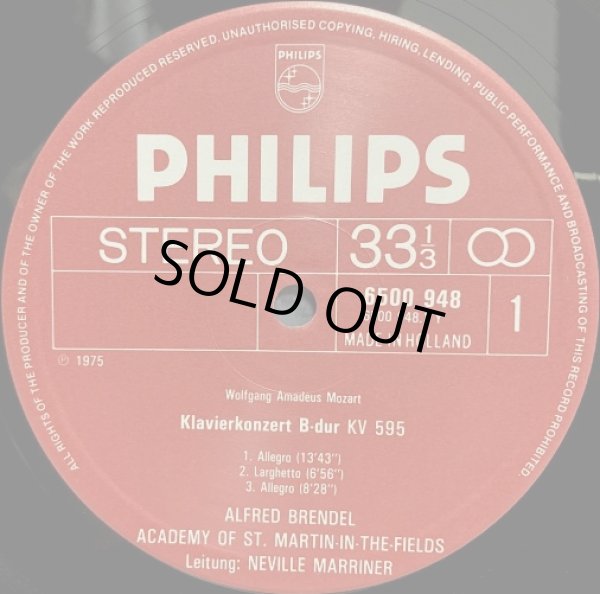 ALL RIGHTS OF THE PRODUCER AND OF THE OWNER OF THE WORK REPRODUCED RESERVED. UNAUTHORISED COPYING, HIRING, LENDING, PUBLIC PERFORMANCE AND BROADCASTING OF THIS RECORD PROHIBITED.
PHILIPS
PHILIPS
STEREO
33 1/3
6500 948
MADE IN HOLLAND
1
SOLD OUT
℗ 1975
Wolfgang Amadeus Mozart
Klavierkonzert B-dur KV 595
1. Allegro (13'43")
2. Larghetto (6'56")
3. Allegro (8'28")
ALFRED BRENDEL
ACADEMY OF ST. MARTIN-IN-THE-FIELDS
Leitung: NEVILLE MARRINER